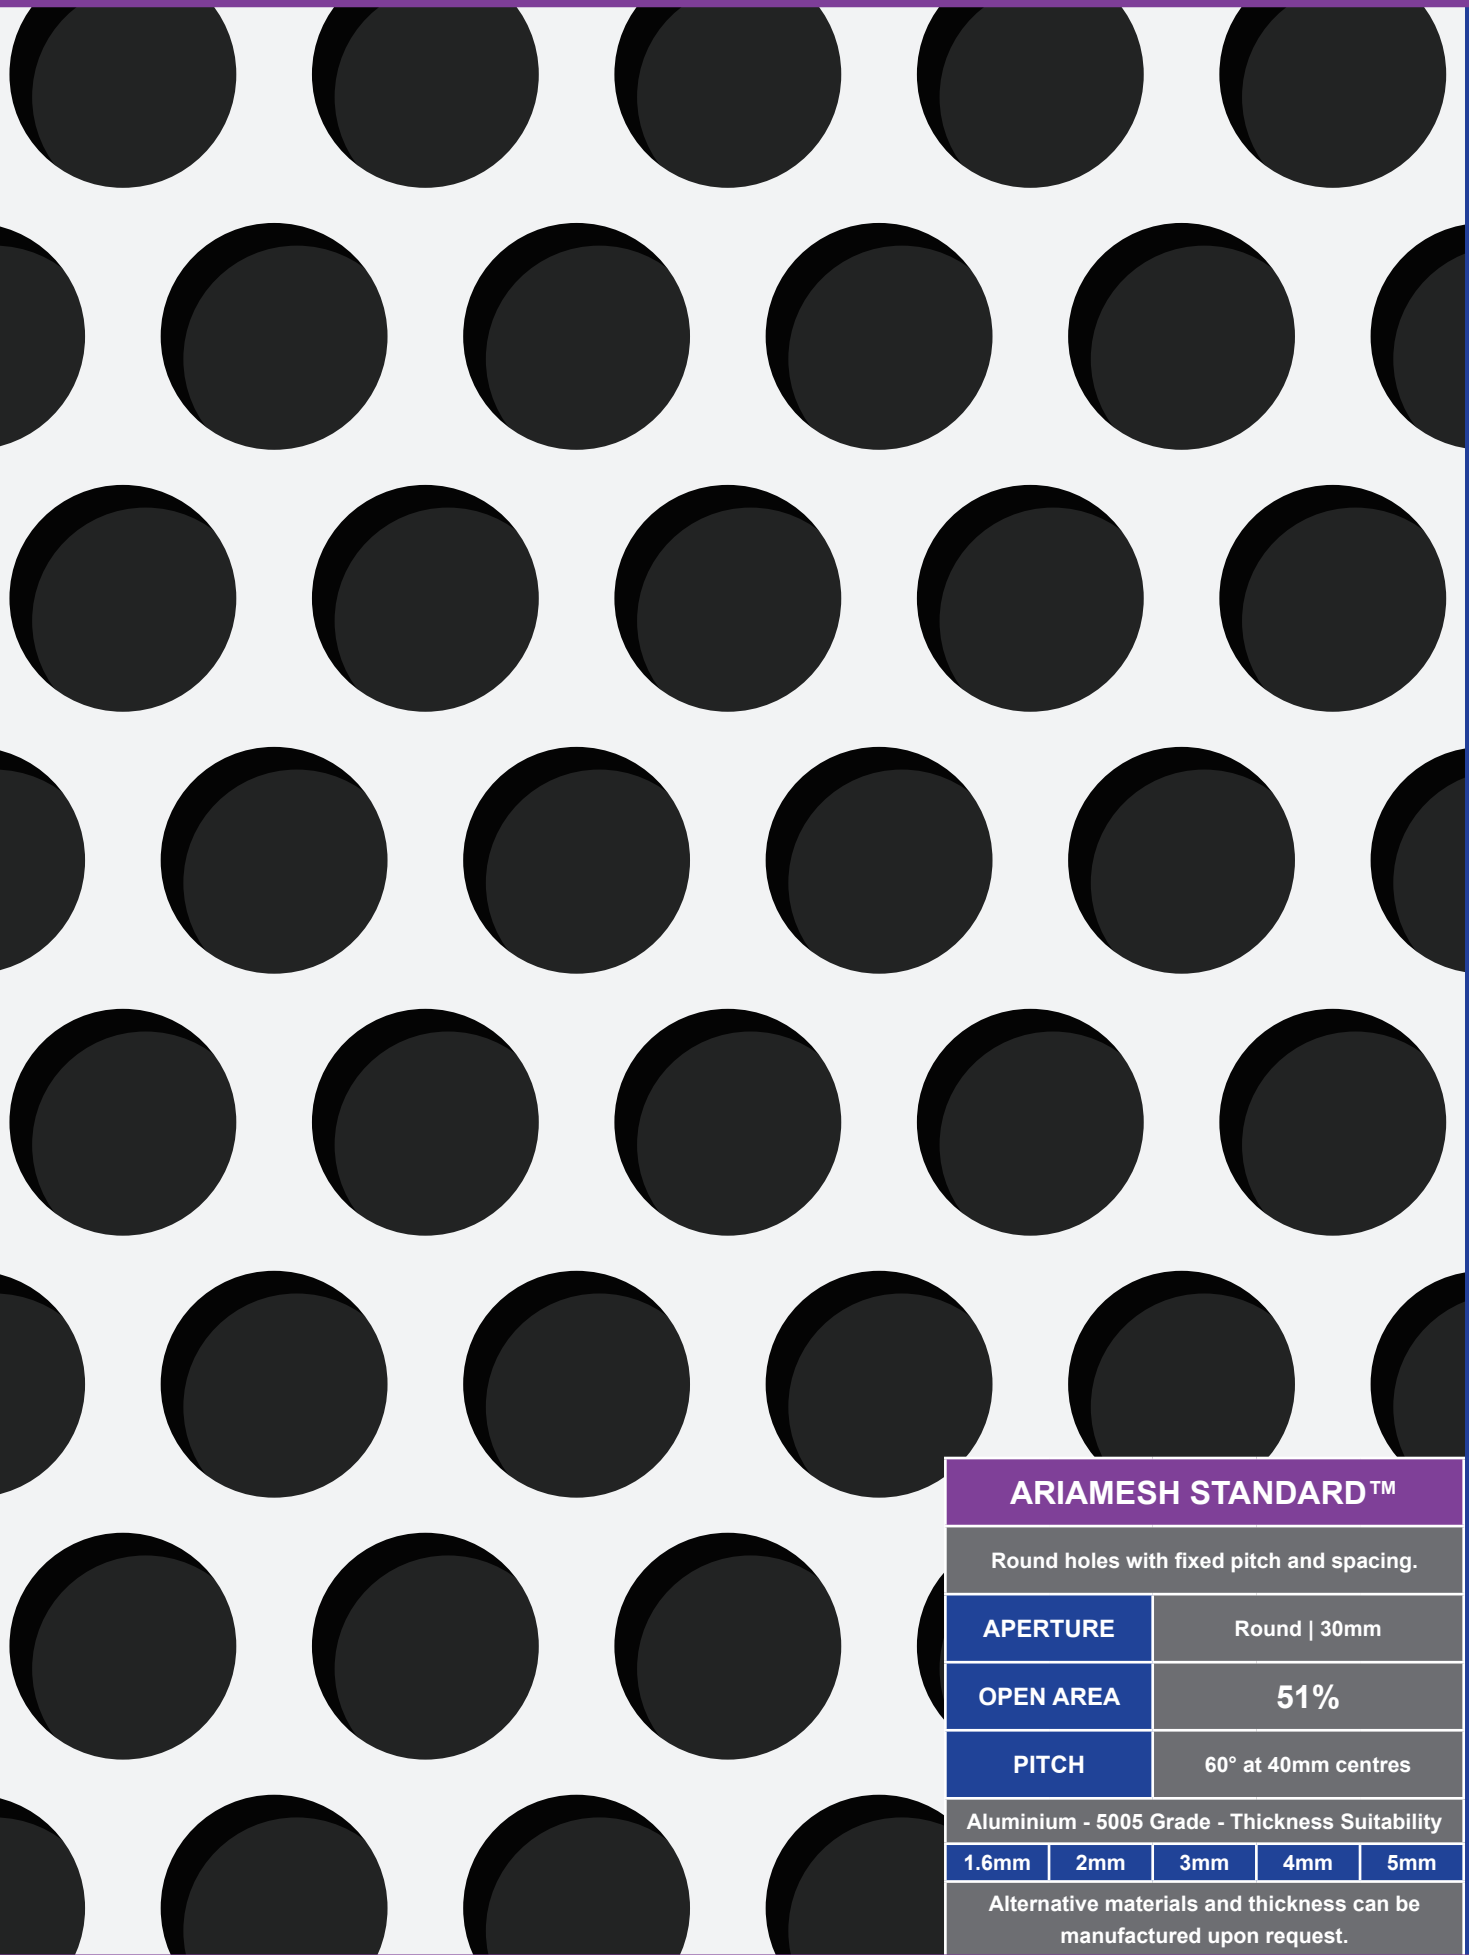 ARIAMESH STANDARD™
Round holes with fixed pitch and spacing.
APERTURE
Round | 30mm
OPEN AREA
51%
PITCH
60° at 40mm centres
Aluminium - 5005 Grade - Thickness Suitability
1.6mm 2mm 3mm 4mm 5mm
Alternative materials and thickness can be
manufactured upon request.